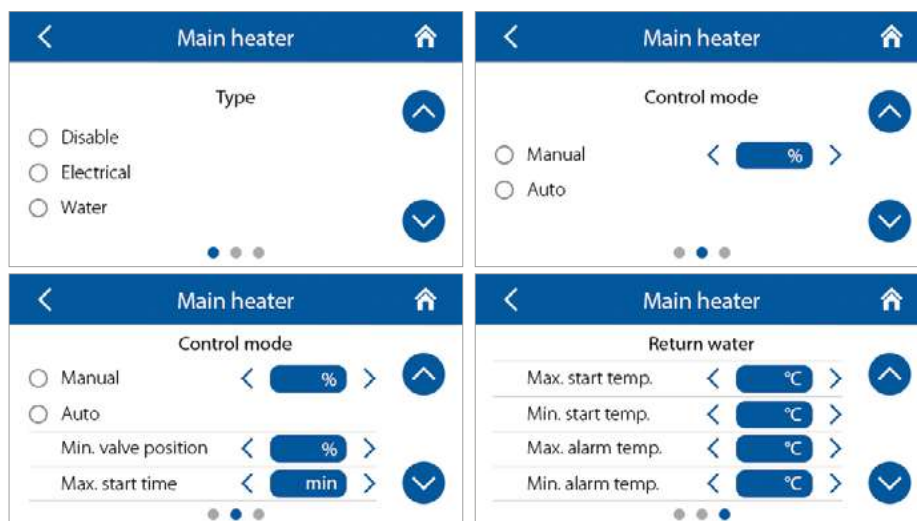 Main heater
Type
Disable
Electrical
Water
Main heater
Control mode
Manual %
Auto
Main heater
Control mode
Manual %
Auto
Min. valve position %
Max. start time min
Main heater
Return water
Max. start temp. °C
Min. start temp. °C
Max. alarm temp. °C
Min. alarm temp. °C